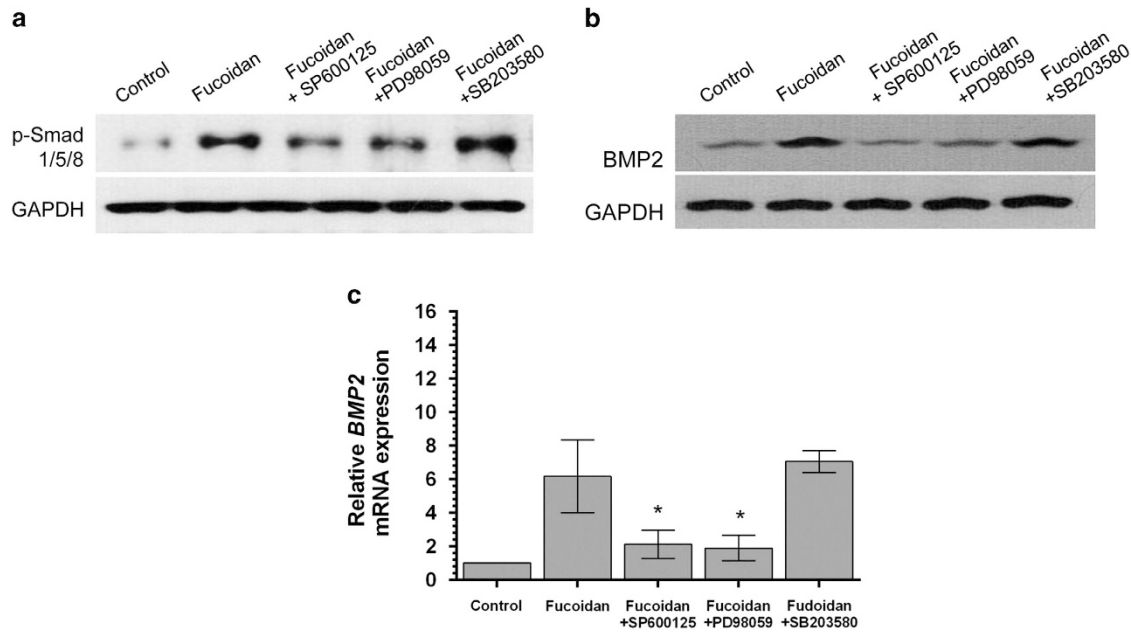 a
Control
Fucoidan
Fucoidan
+ SP600125
Fucoidan
+PD98059
Fucoidan
+SB203580
p-Smad
1/5/8
GAPDH
b
Control
Fucoidan
Fucoidan
+ SP600125
Fucoidan
+PD98059
Fucoidan
+SB203580
BMP2
GAPDH
c
Relative BMP2
mRNA expression
16
14
12
10
8
6
4
2
0
*
*
Control
Fucoidan
Fucoidan
+SP600125
Fucoidan
+PD98059
Fudoidan
+SB203580